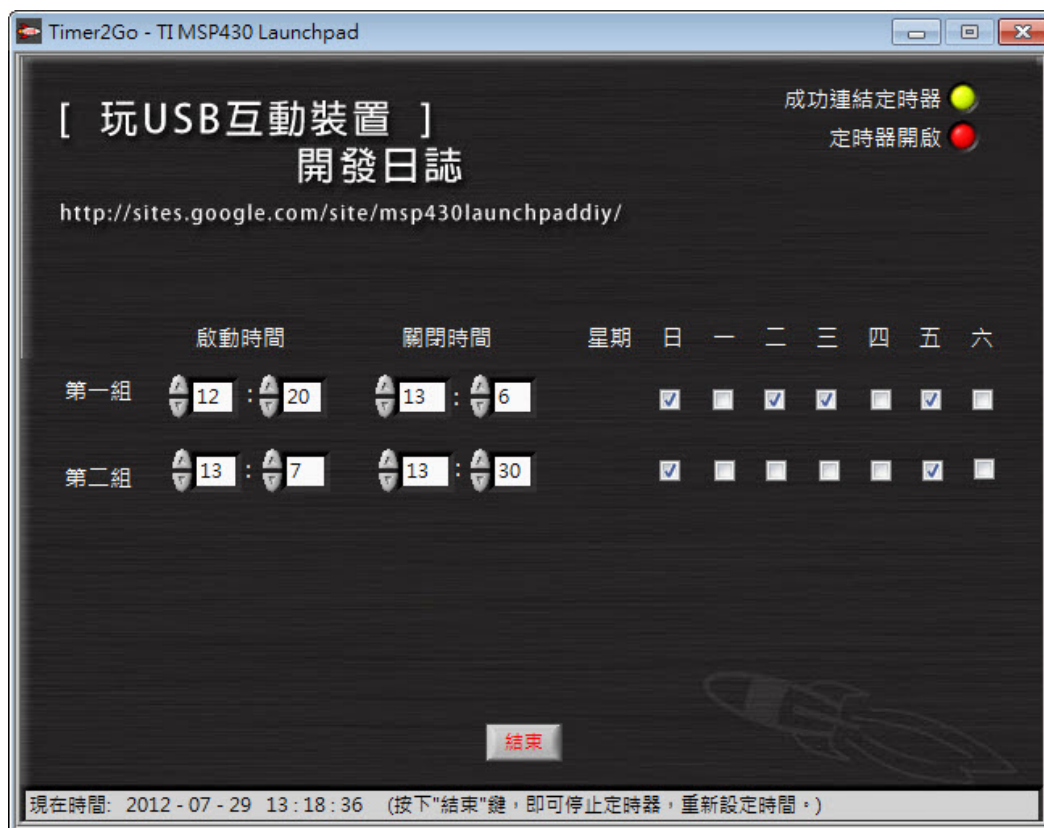 Timer2Go - TI MSP430 Launchpad
[ 玩USB互動裝置 ]
開發日誌
http://sites.google.com/site/msp430launchpaddiy/
成功連結定時器
定時器開啟
啟動時間 關閉時間 星期 日 一 二 三 四 五 六
第一組 12 : 20 13 : 6
第二組 13 : 7 13 : 30
結束
現在時間: 2012 - 07 - 29 13 : 18 : 36 (按下"結束"鍵，即可停止定時器，重新設定時間。)